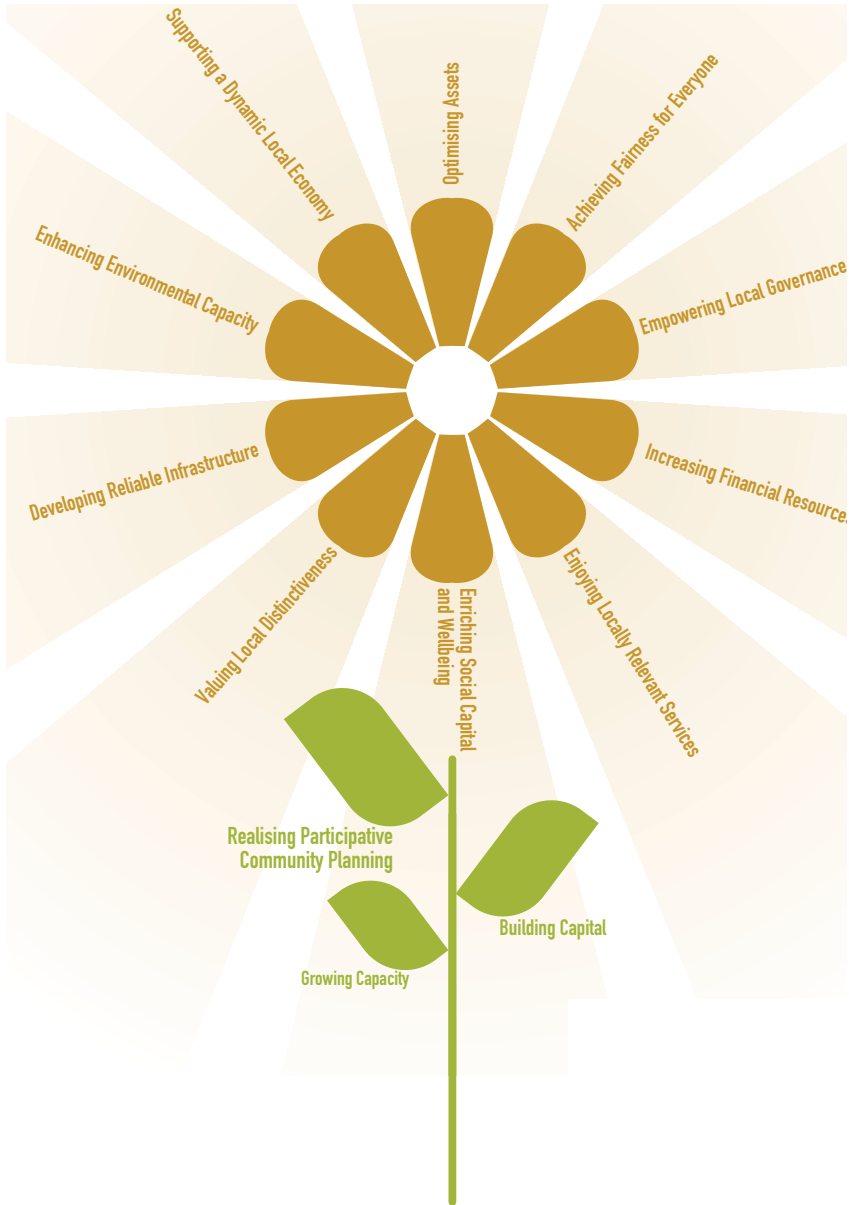 Supporting a Dynamic Local Economy
Optimising Assets
Achieving Fairness for Everyone
Enhancing Environmental Capacity
Empowering Local Governance
Developing Reliable Infrastructure
Increasing Financial Resources
Valuing Local Distinctiveness
Enriching Social Capital
and Wellbeing
Enjoying Locally Relevant Services
Realising Participative
Community Planning
Building Capital
Growing Capacity